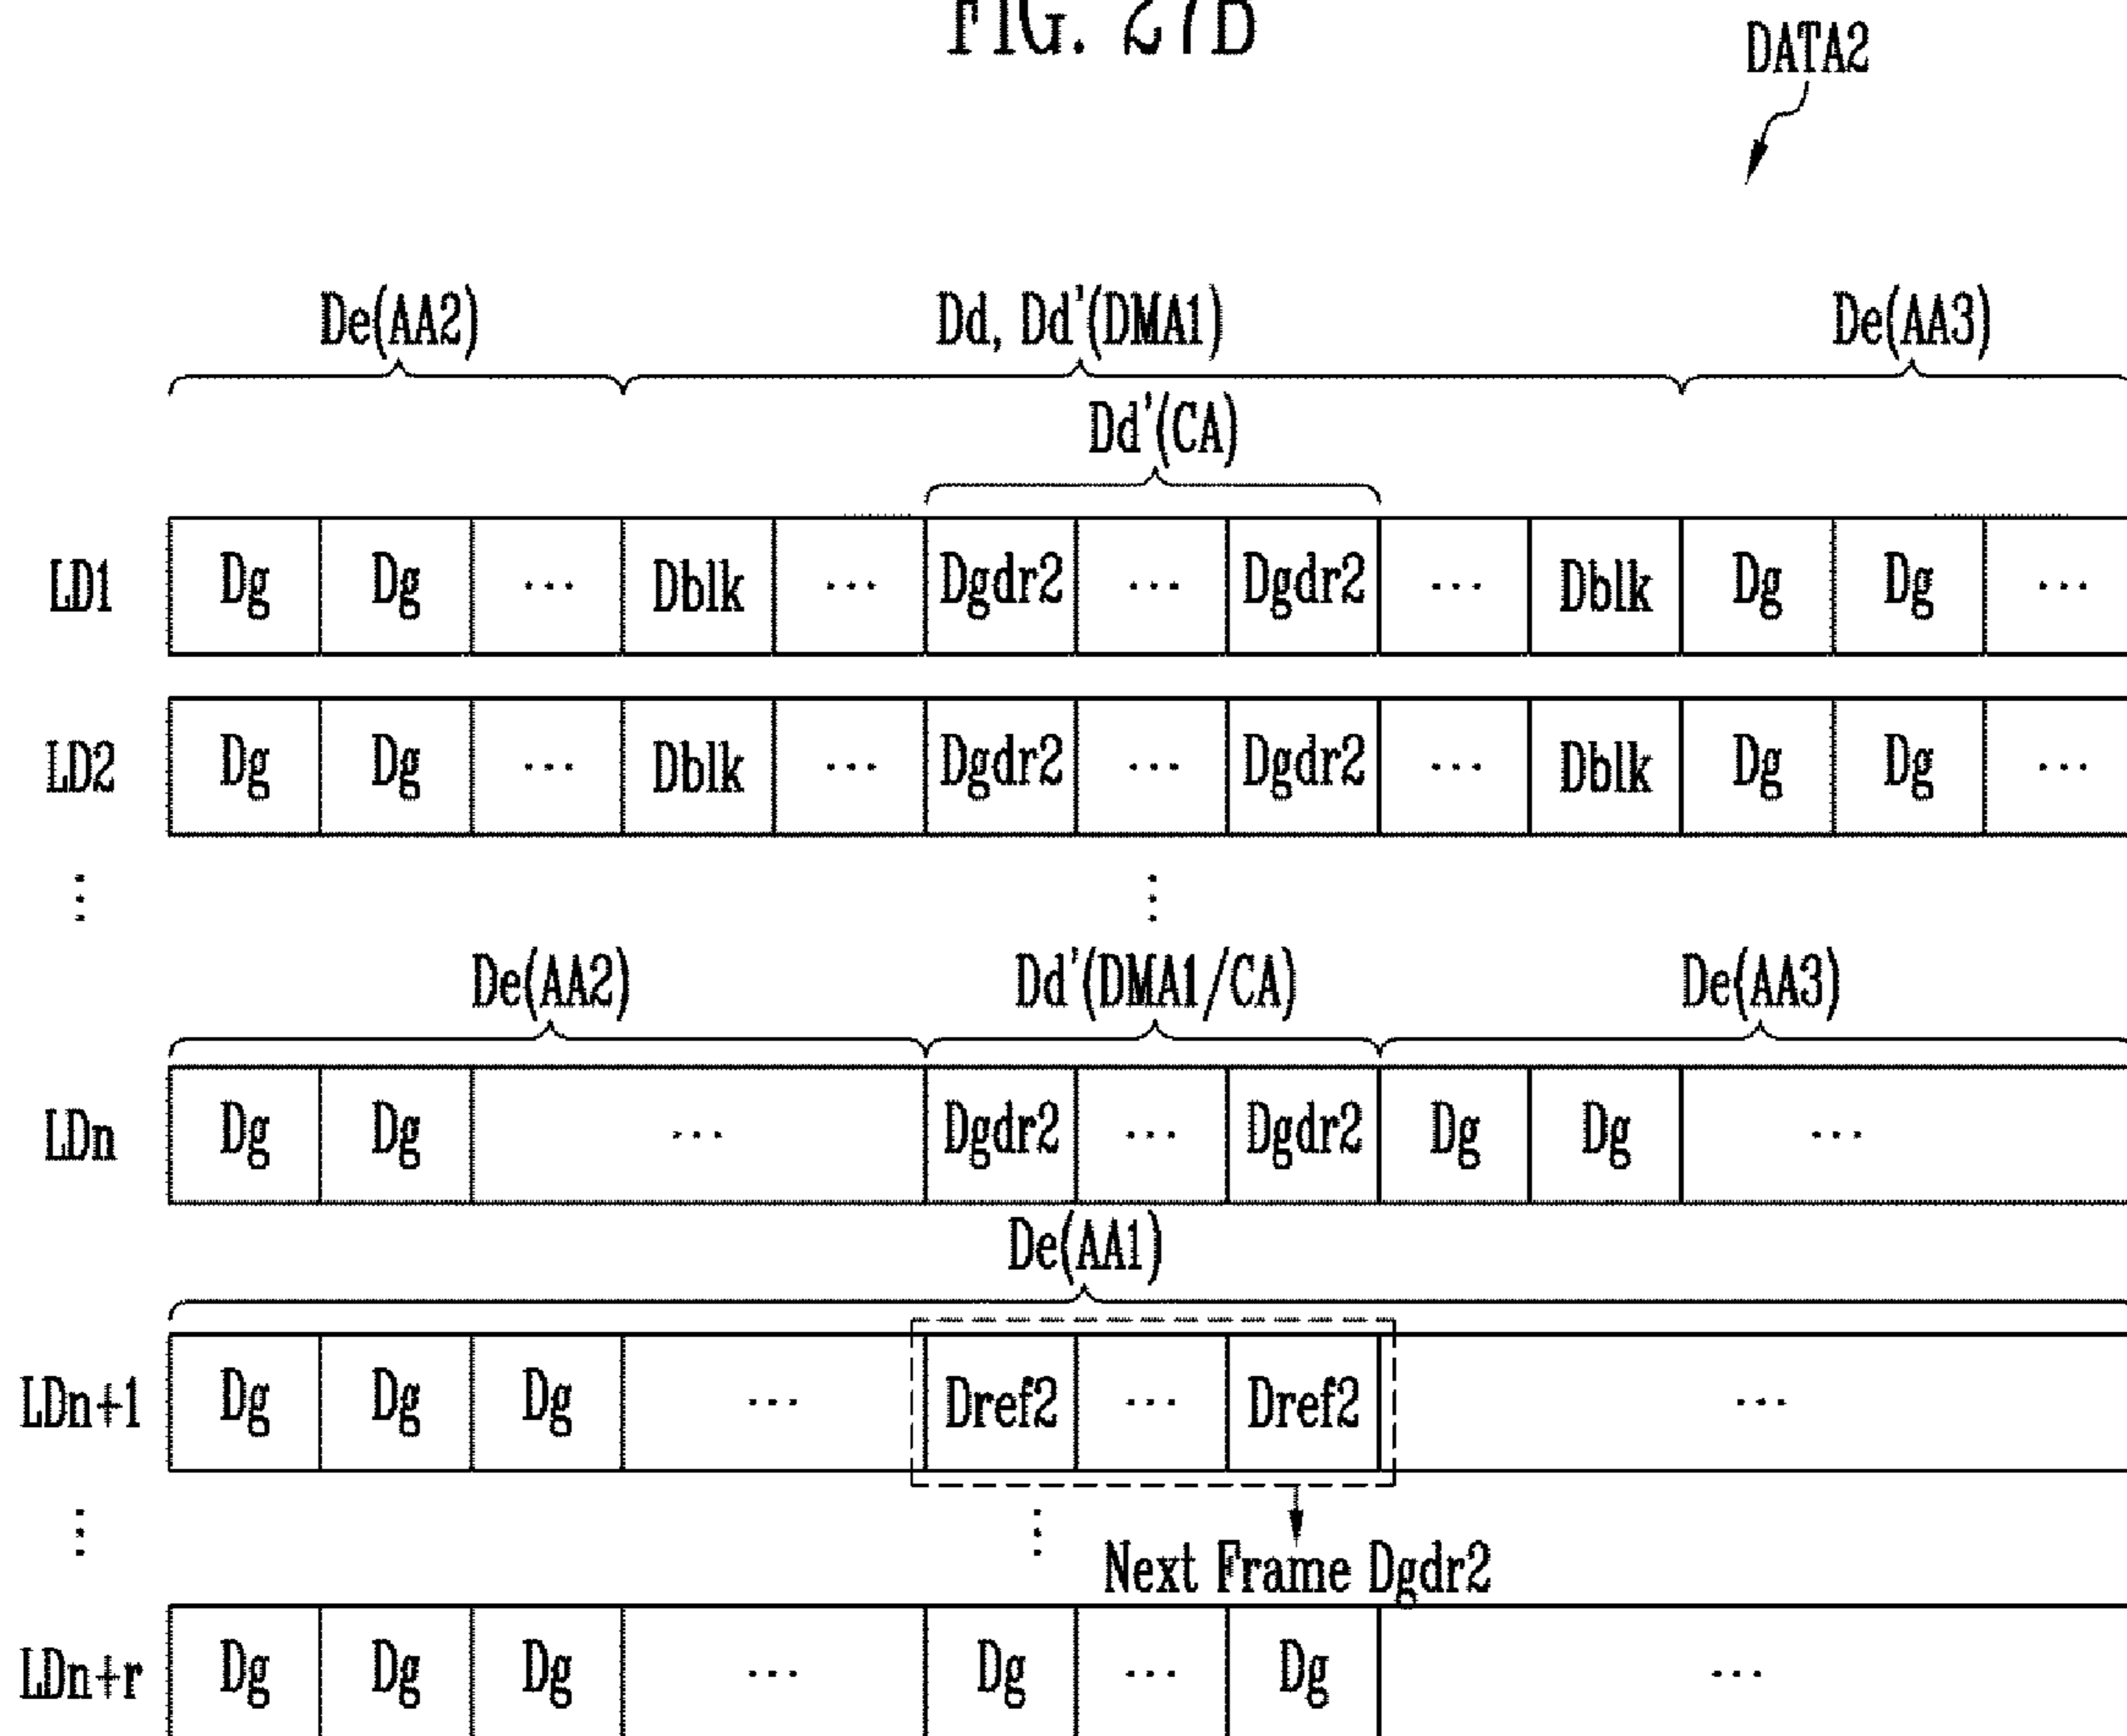 FIG. 27B
DATA2
De(AA2) Dd, Dd'(DMA1) De(AA3)
Dd'(CA)
LD1 Dg Dg ... Dblk ... Dgdr2 ... Dgdr2 ... Dblk Dg Dg ...
LD2 Dg Dg ... Dblk ... Dgdr2 ... Dgdr2 ... Dblk Dg Dg ...
De(AA2) Dd'(DMA1/CA) De(AA3)
LDn Dg Dg ... Dgdr2 ... Dgdr2 Dg Dg ...
De(AA1)
LDn+1 Dg Dg Dg ... Dref2 ... Dref2 ...
Next Frame Dgdr2
LDn+r Dg Dg Dg ... Dg ... Dg ...